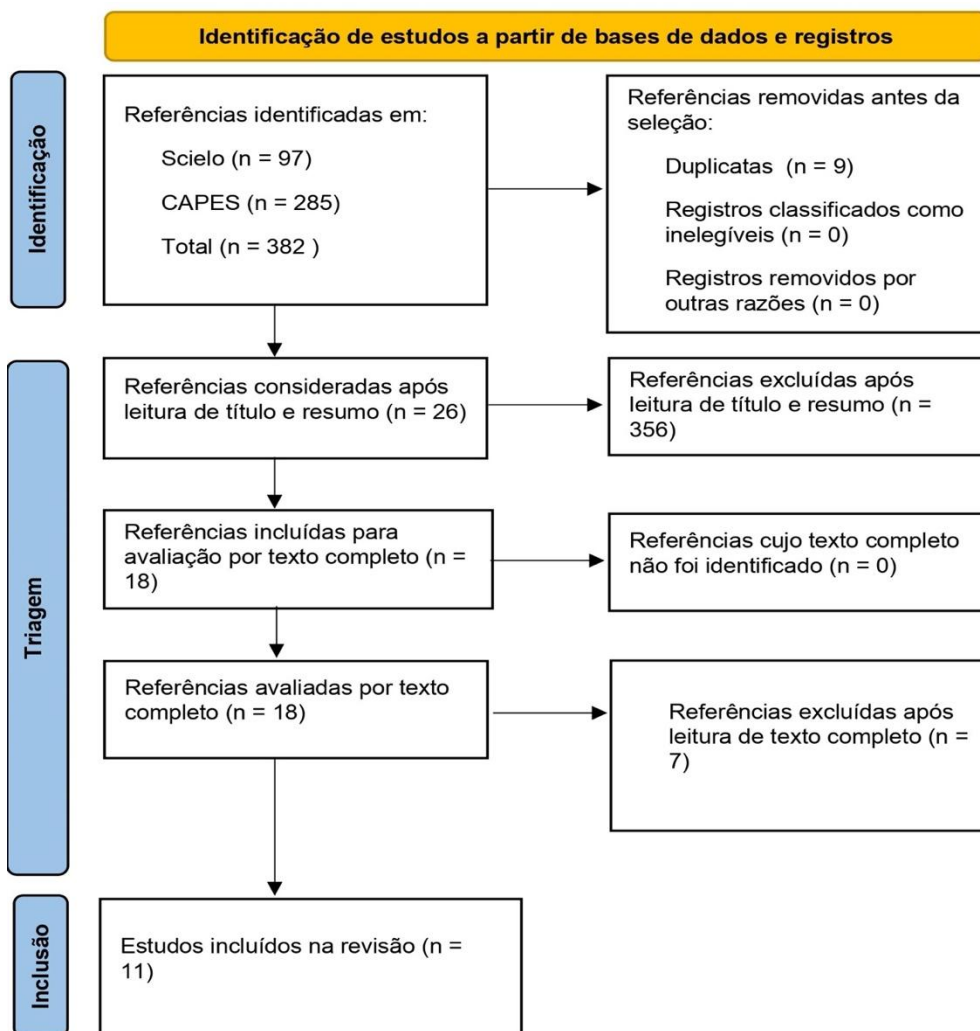 Identificação de estudos a partir de bases de dados e registros
Identificação
Referências identificadas em:
Scielo (n = 97)
CAPES (n = 285)
Total (n = 382 )
Referências removidas antes da
seleção:
Duplicatas (n = 9)
Registros classificados como
inelegíveis (n = 0)
Registros removidos por
outras razões (n = 0)
Triagem
Referências consideradas após
leitura de título e resumo (n = 26)
Referências excluídas após
leitura de título e resumo (n =
356)
Referências incluídas para
avaliação por texto completo (n =
18)
Referências cujo texto completo
não foi identificado (n = 0)
Referências avaliadas por texto
completo (n = 18)
Referências excluídas após
leitura de texto completo (n =
7)
Inclusão
Estudos incluídos na revisão (n =
11)